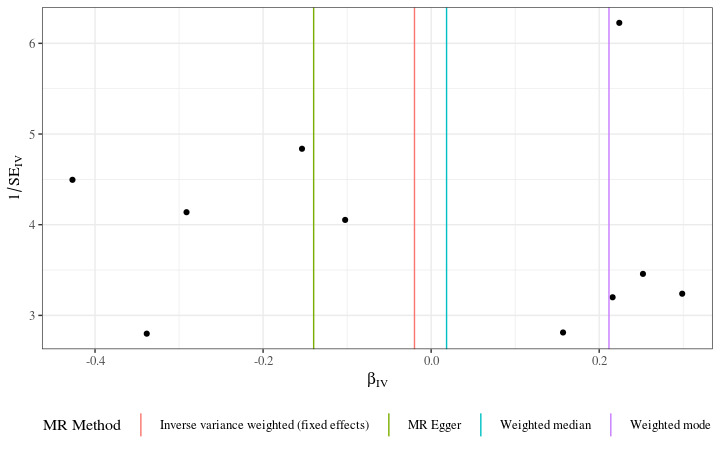 6
5
4
3
1/SE_IV
-0.4 -0.2 0.0 0.2
β_IV
MR Method Inverse variance weighted (fixed effects) MR Egger Weighted median Weighted mode